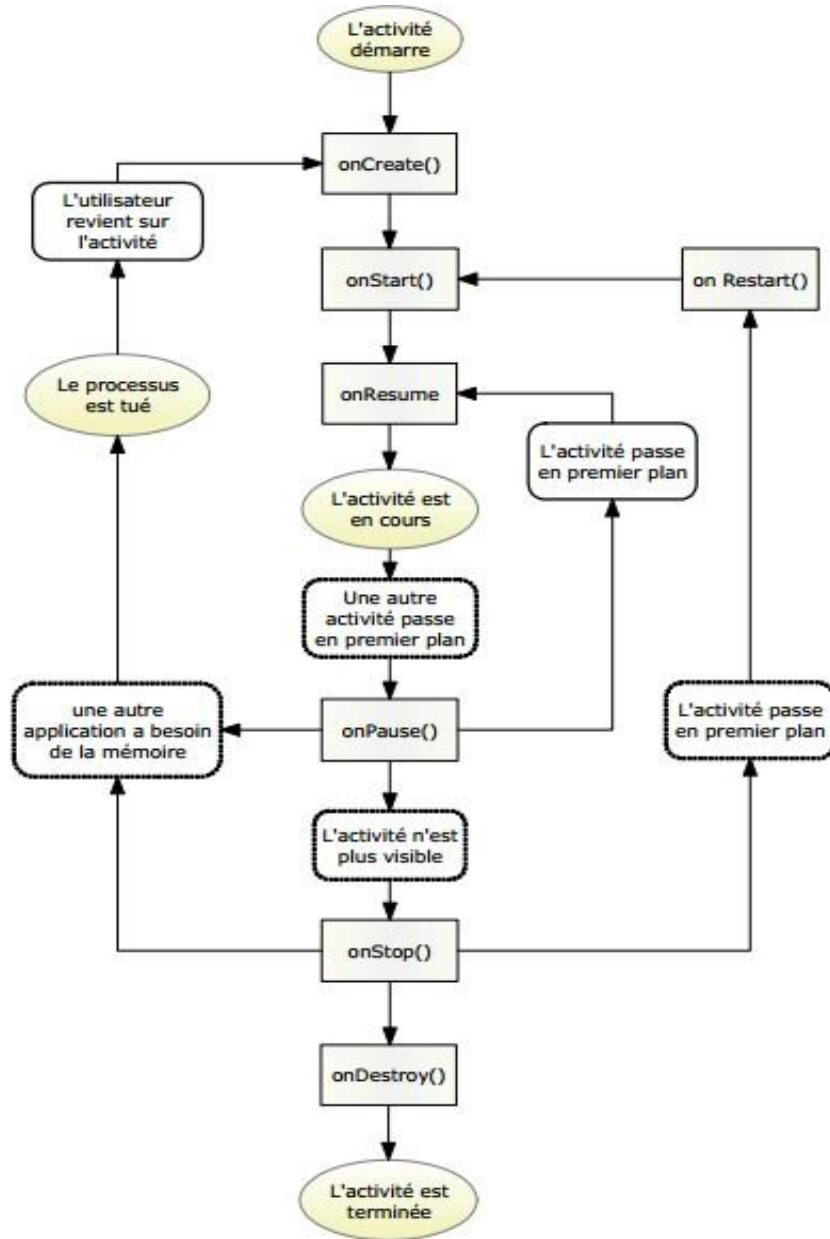 L'activité
démarre
onCreate()
L'utilisateur
revient sur
l'activité
onStart()
on Restart()
Le processus
est tué
onResume
L'activité passe
en premier plan
L'activité est
en cours
Une autre
activité passe
en premier plan
une autre
application a besoin
de la mémoire
onPause()
L'activité passe
en premier plan
L'activité n'est
plus visible
onStop()
onDestroy()
L'activité est
terminée